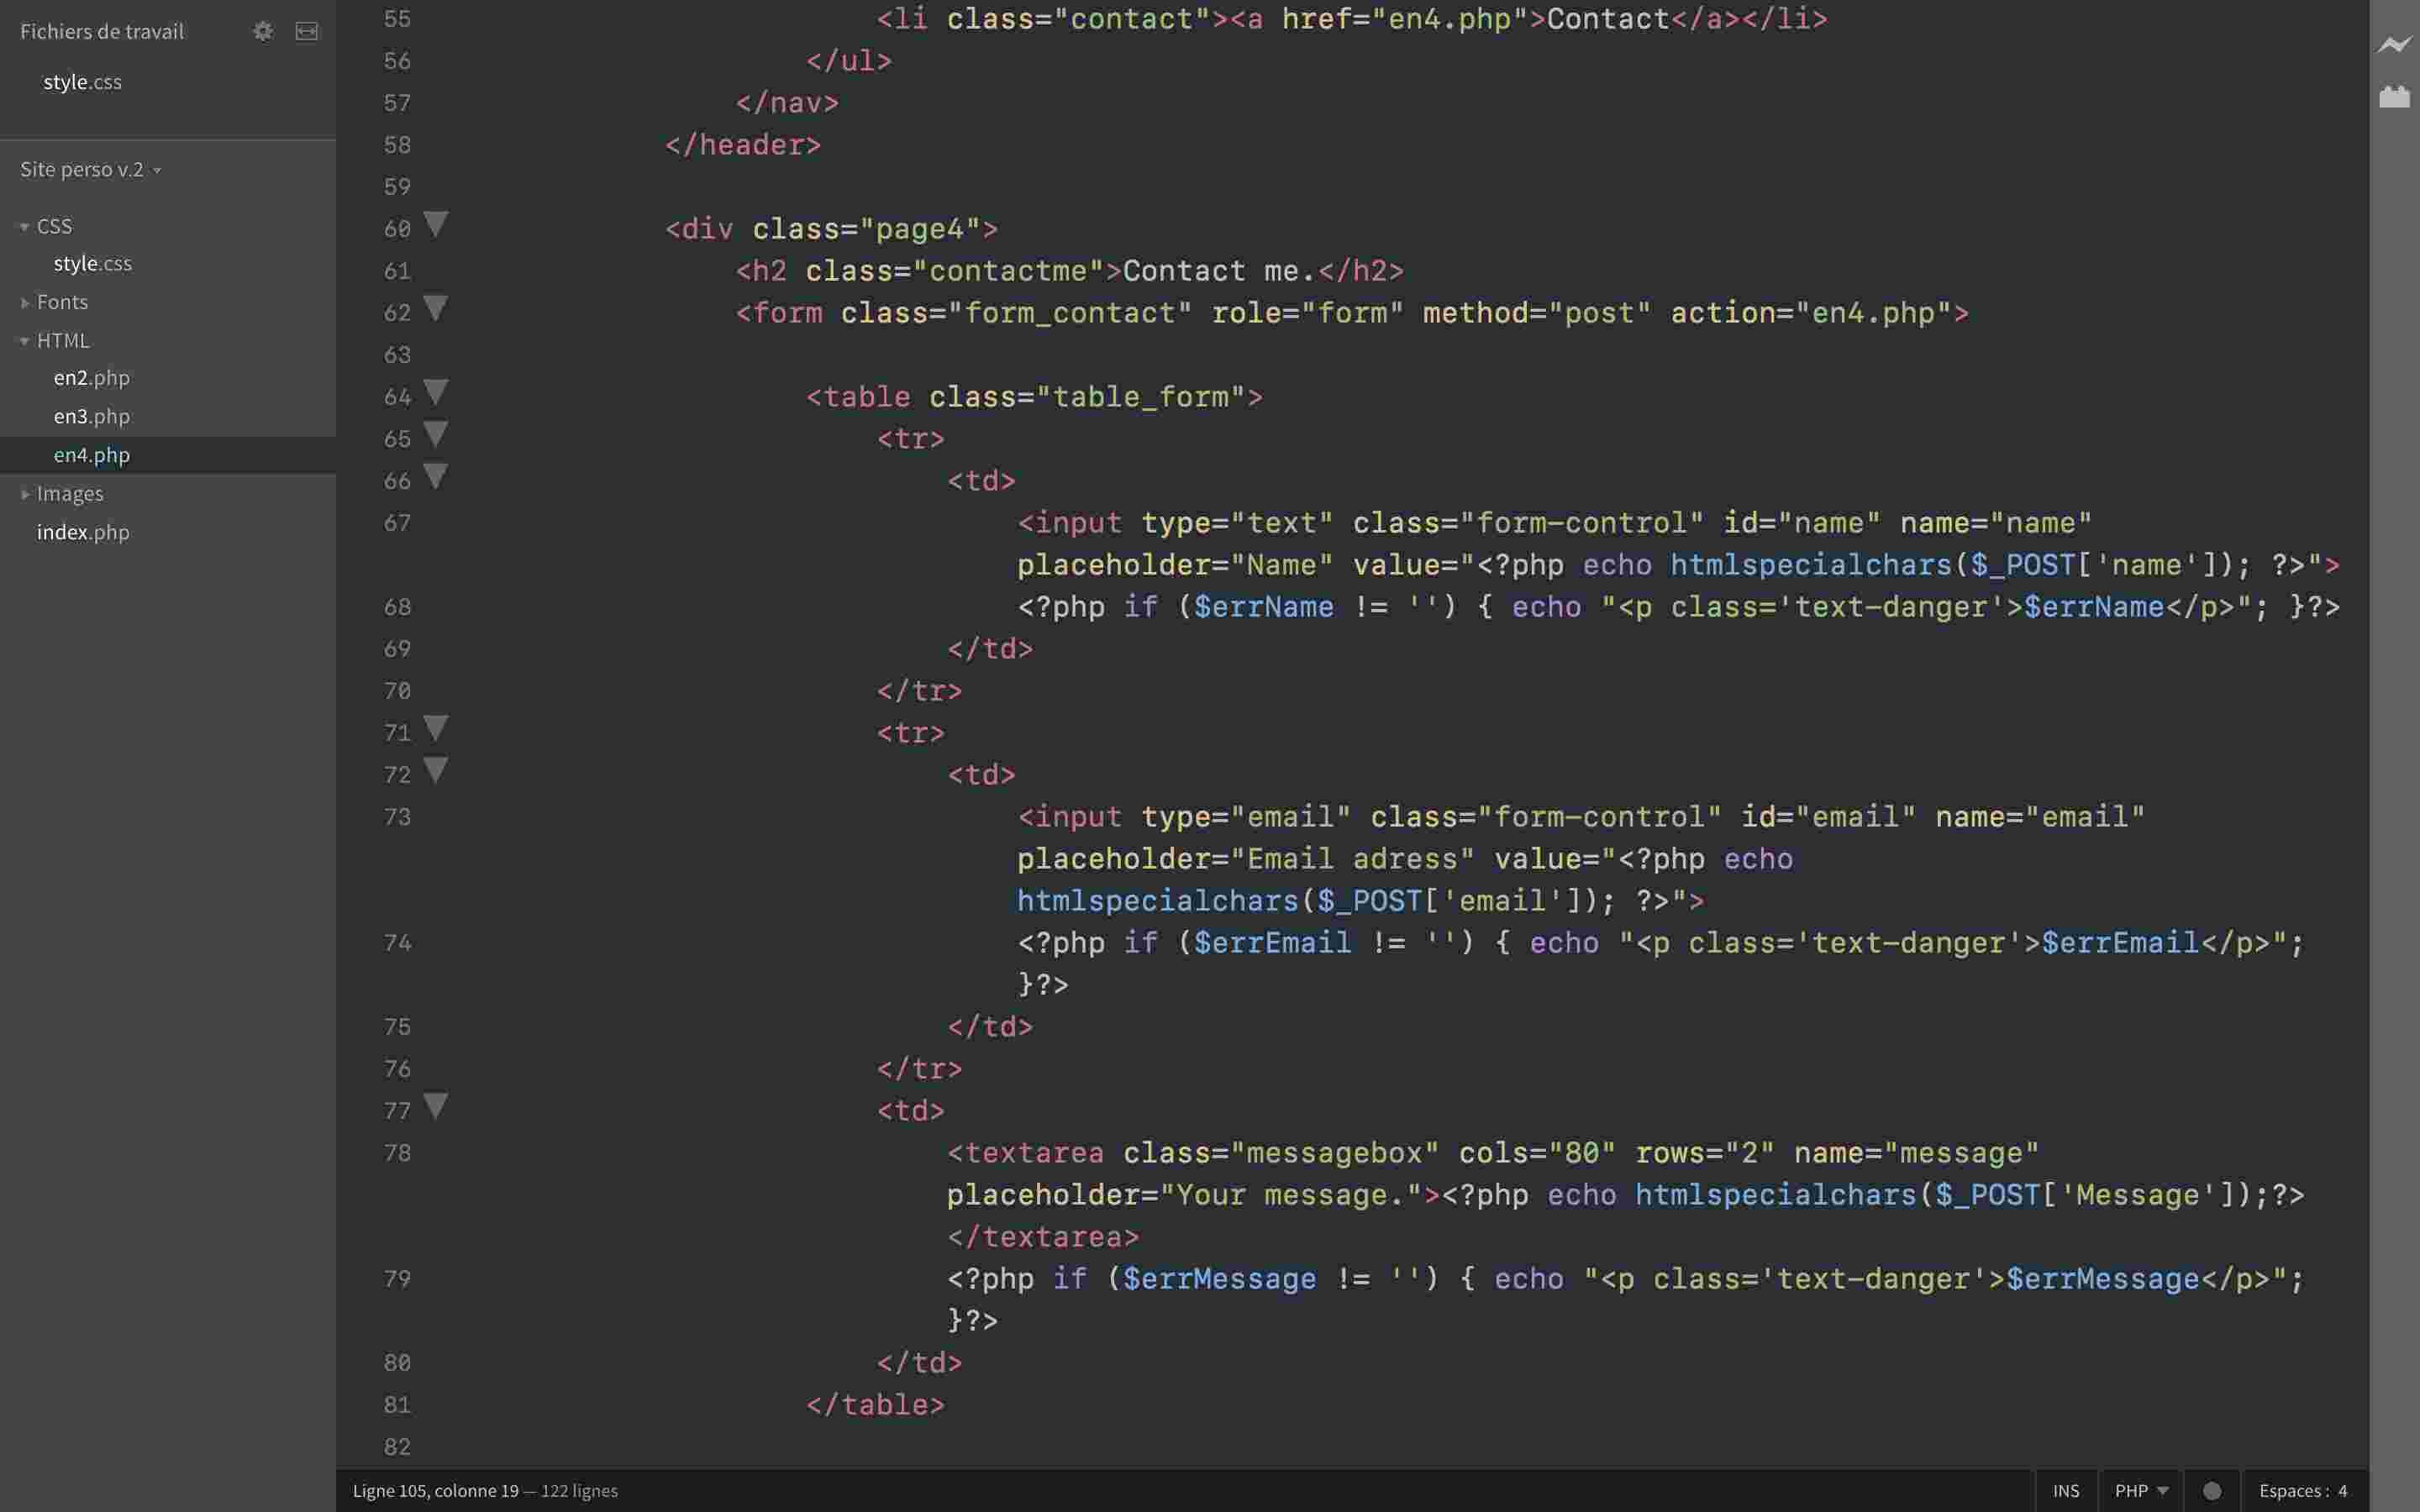 Fichiers de travail
style.css
Site perso v.2
CSS
style.css
Fonts
HTML
en2.php
en3.php
en4.php
Images
index.php
55 <li class="contact"><a href="en4.php">Contact</a></li>
56 </ul>
57 </nav>
58 </header>
59
60 <div class="page4">
61 <h2 class="contactme">Contact me.</h2>
62 <form class="form_contact" role="form" method="post" action="en4.php">
63
64 <table class="table_form">
65 <tr>
66 <td>
67 <input type="text" class="form-control" id="name" name="name"
placeholder="Name" value="<?php echo htmlspecialchars($_POST['name']); ?>">
68 <?php if ($errName != '') { echo "<p class='text-danger'>$errName</p>"; }?>
69 </td>
70 </tr>
71 <tr>
72 <td>
73 <input type="email" class="form-control" id="email" name="email"
placeholder="Email adress" value="<?php echo
htmlspecialchars($_POST['email']); ?>">
74 <?php if ($errEmail != '') { echo "<p class='text-danger'>$errEmail</p>";
}?>
75 </td>
76 </tr>
77 <td>
78 <textarea class="messagebox" cols="80" rows="2" name="message"
placeholder="Your message."><?php echo htmlspecialchars($_POST['Message']);?>
</textarea>
79 <?php if ($errMessage != '') { echo "<p class='text-danger'>$errMessage</p>";
}?>
80 </td>
81 </table>
82
Ligne 105, colonne 19 — 122 lignes
INS PHP Espaces : 4